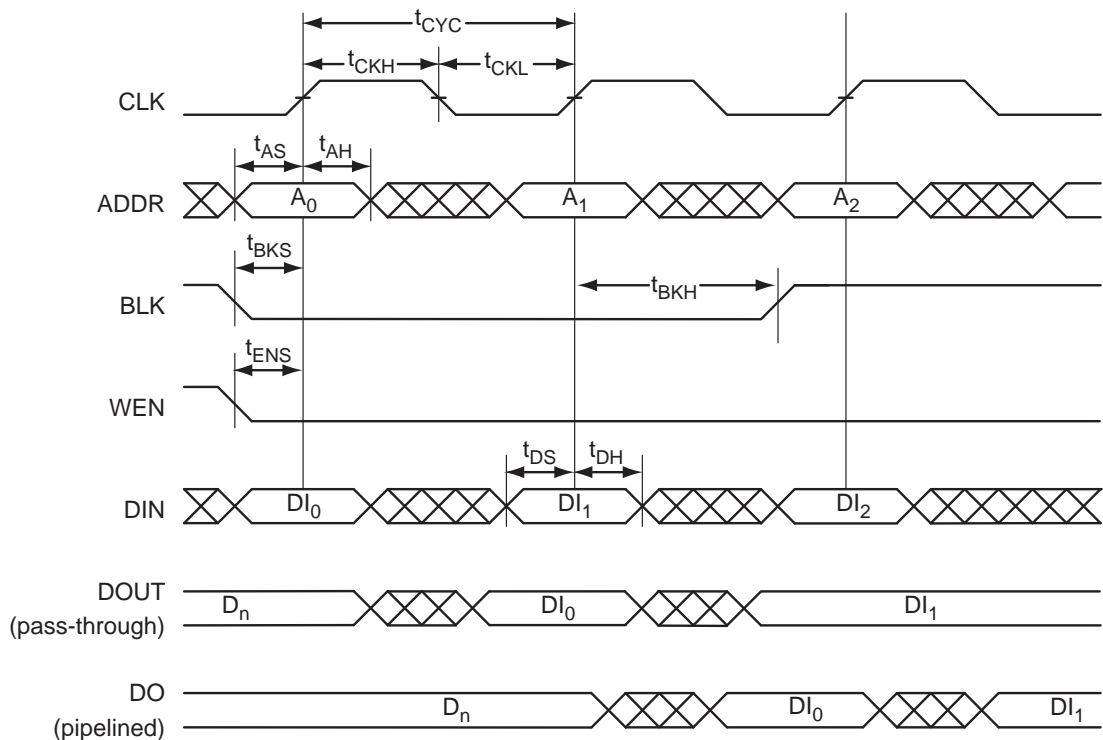 tCYC
tCKH tCKL
CLK
tAS tAH
ADDR A0 A1 A2
tBKS
BLK tBKH
tENS
WEN
tDS tDH
DIN DI0 DI1 DI2
DOUT
(pass-through) Dn DI0 DI1
DO
(pipelined) Dn DI0 DI1